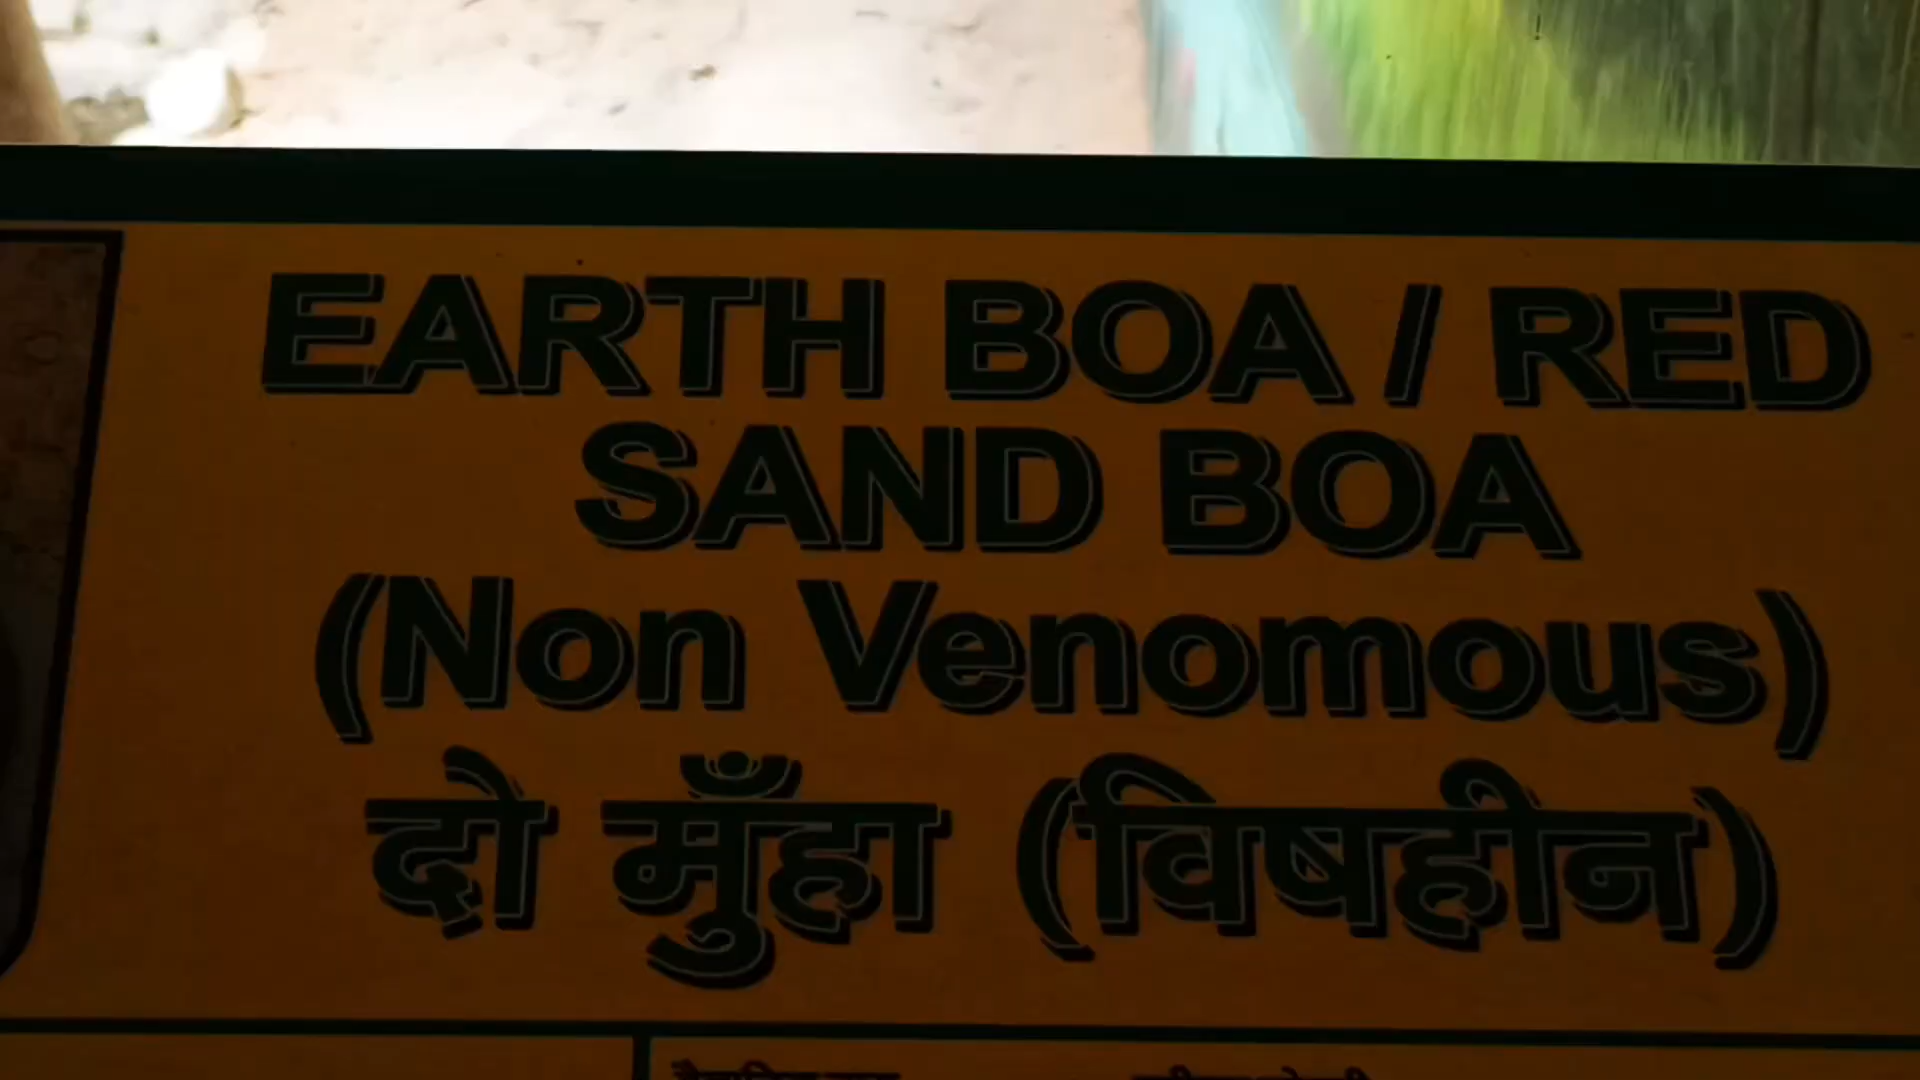 EARTH BOA / RED
SAND BOA
(Non Venomous)
दो मुँहा (विषहीन)